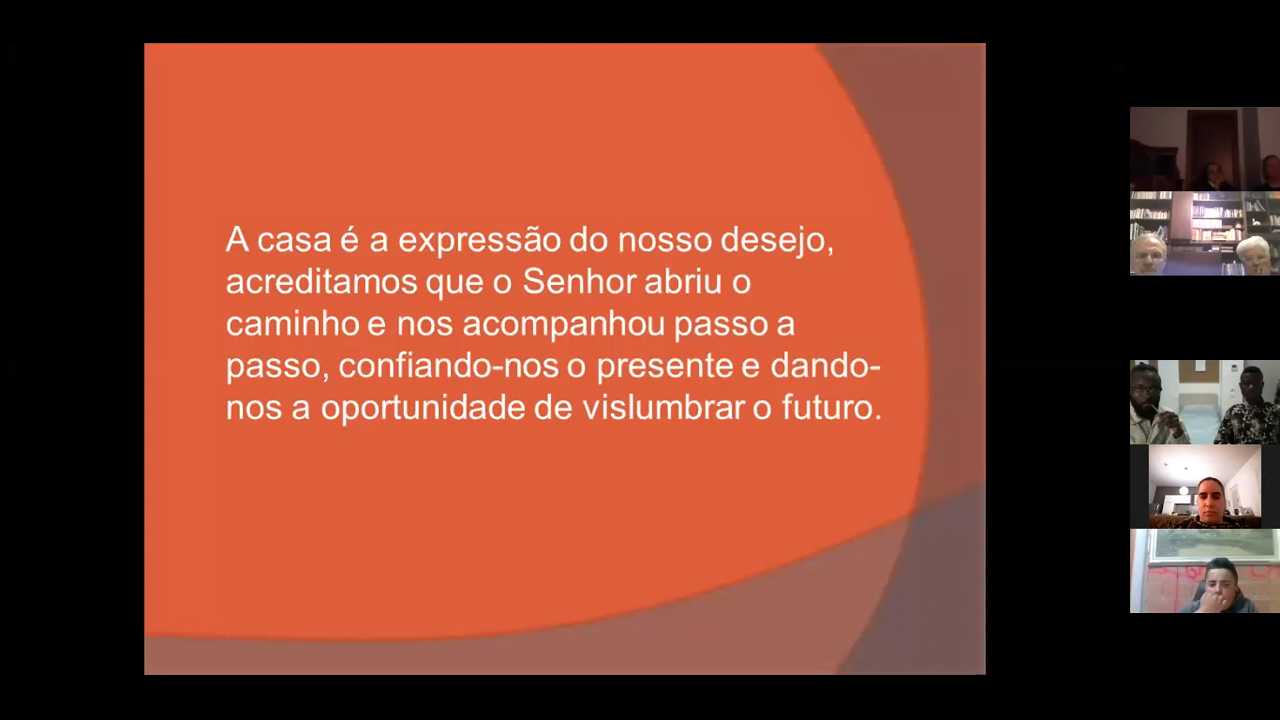 A casa é a expressão do nosso desejo,
acreditamos que o Senhor abriu o
caminho e nos acompanhou passo a
passo, confiando-nos o presente e dando-
nos a oportunidade de vislumbrar o futuro.